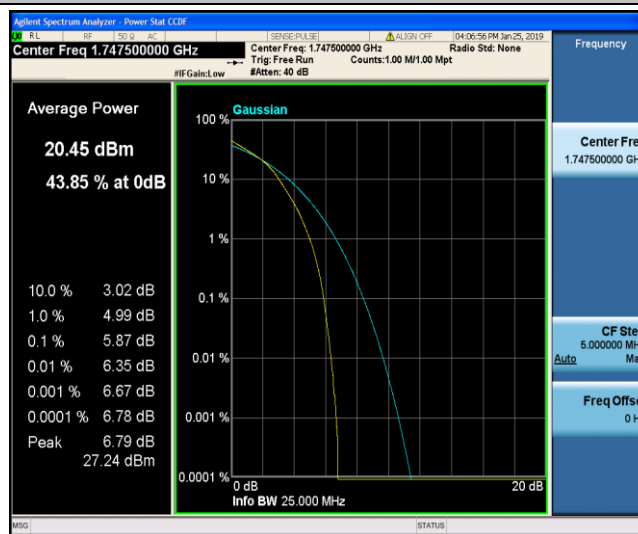 Agilent Spectrum Analyzer - Power Stat CCDF
RL RF 50 Ω AC SENSE:PULSE ALIGN OFF 04:06:56 PM Jan 25, 2019
Center Freq 1.747500000 GHz
Center Freq: 1.747500000 GHz Radio Std: None
Trig: Free Run Counts:1.00 M/1.00 Mpt
#IFGain:Low #Atten: 40 dB
Frequency
Average Power
20.45 dBm
43.85 % at 0dB
10.0 % 3.02 dB
1.0 % 4.99 dB
0.1 % 5.87 dB
0.01 % 6.35 dB
0.001 % 6.67 dB
0.0001 % 6.78 dB
Peak 6.79 dB
27.24 dBm
Gaussian
100 %
10 %
1 %
0.1 %
0.01 %
0.001 %
0.0001 %
0 dB 20 dB
Info BW 25.000 MHz
Center Fre
1.747500000 GH
CF Ste
5.000000 MH
Auto Ma
Freq Offse
0 H
MSG STATUS